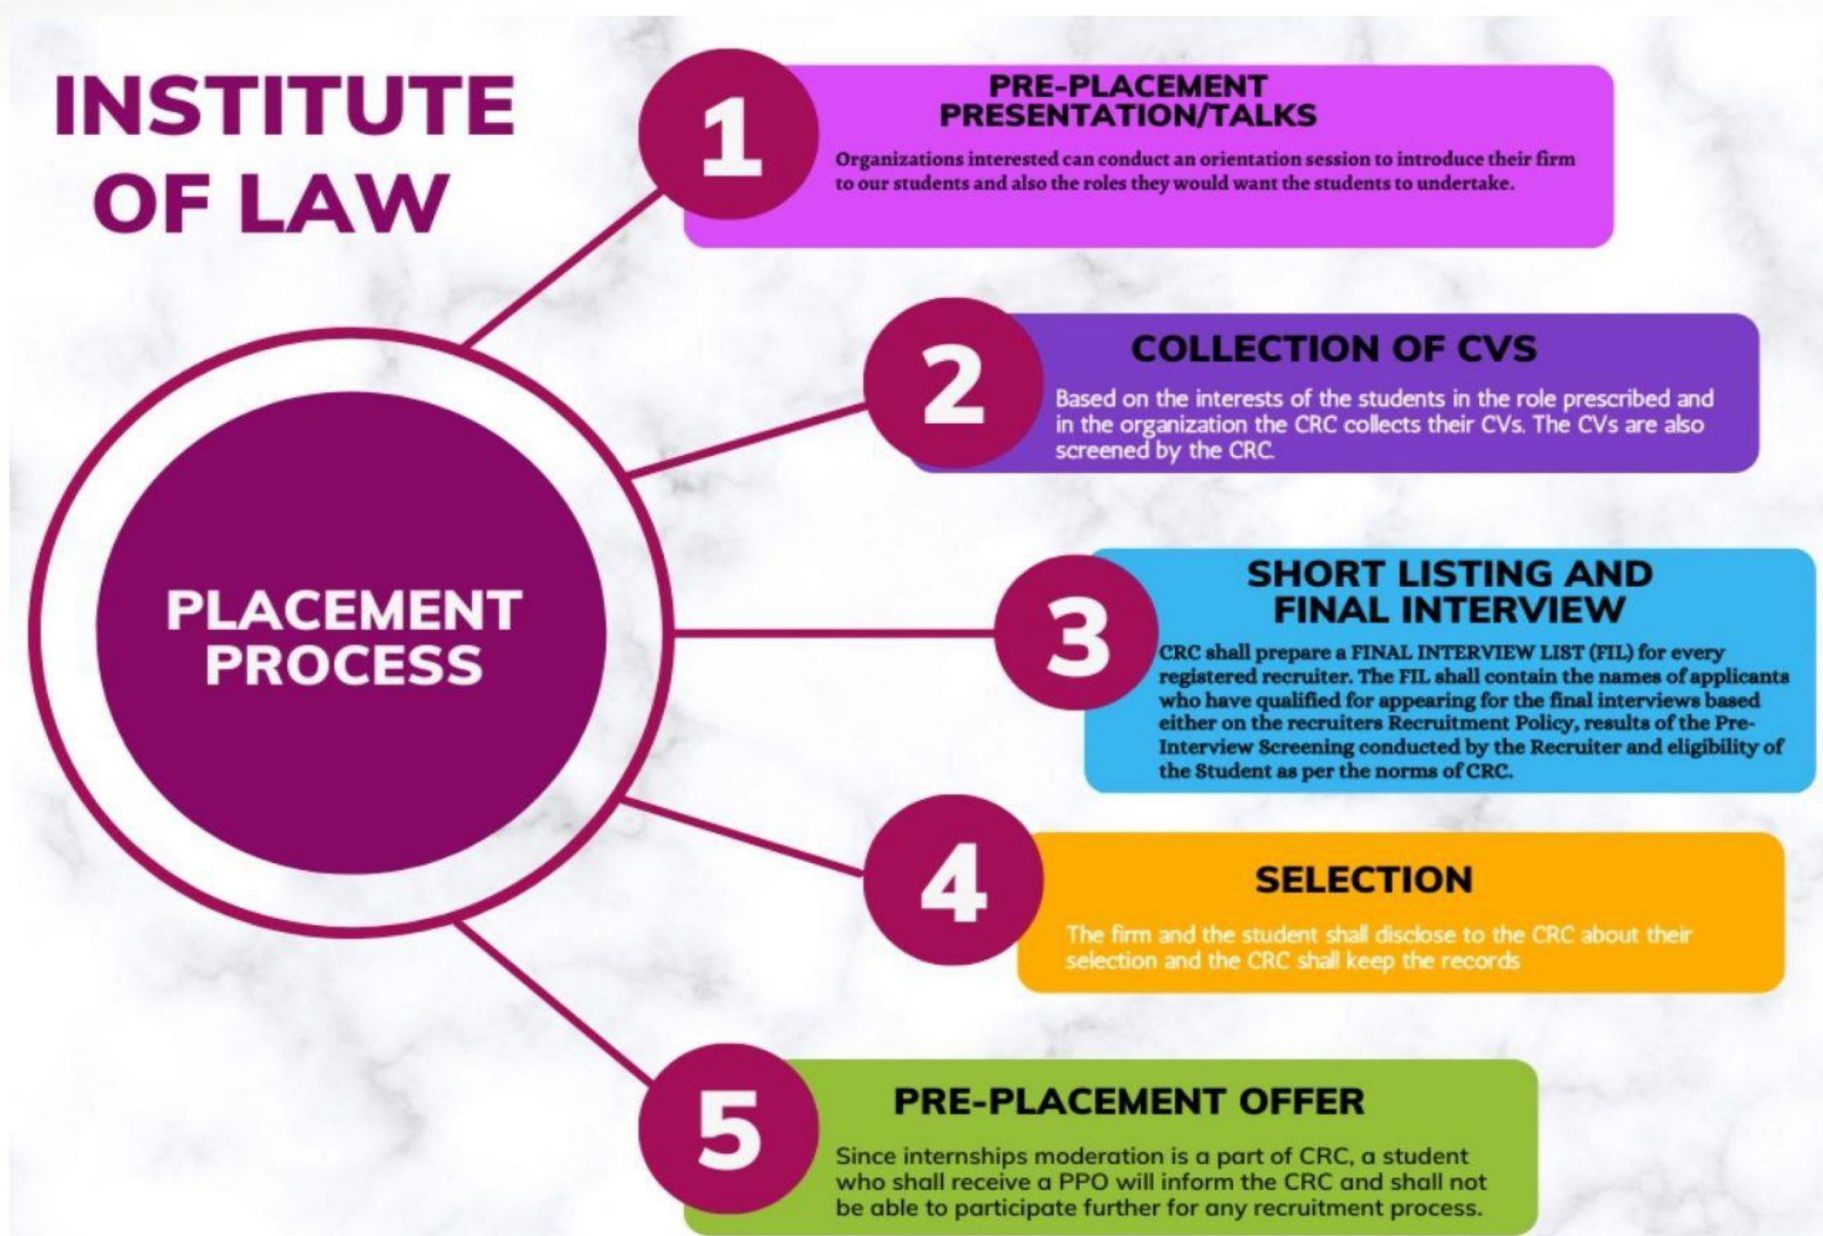 INSTITUTE
OF LAW
PLACEMENT
PROCESS
1
PRE-PLACEMENT
PRESENTATION/TALKS
Organizations interested can conduct an orientation session to introduce their firm
to our students and also the roles they would want the students to undertake.
2
COLLECTION OF CVS
Based on the interests of the students in the role prescribed and
in the organization the CRC collects their CVs. The CVs are also
screened by the CRC.
3
SHORT LISTING AND
FINAL INTERVIEW
CRC shall prepare a FINAL INTERVIEW LIST (FIL) for every
registered recruiter. The FIL shall contain the names of applicants
who have qualified for appearing for the final interviews based
either on the recruiters Recruitment Policy, results of the Pre-
Interview Screening conducted by the Recruiter and eligibility of
the Student as per the norms of CRC.
4
SELECTION
The firm and the student shall disclose to the CRC about their
selection and the CRC shall keep the records
5
PRE-PLACEMENT OFFER
Since internships moderation is a part of CRC, a student
who shall receive a PPO will inform the CRC and shall not
be able to participate further for any recruitment process.